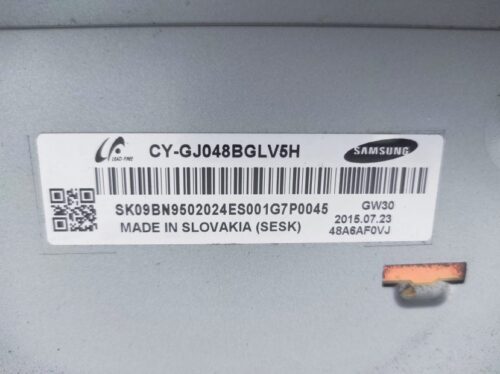 LEAD-FREE
CY-GJ048BGLV5H
SAMSUNG
SK09BN9502024ES001G7P0045
GW30
2015.07.23
MADE IN SLOVAKIA (SESK)
48A6AF0VJ